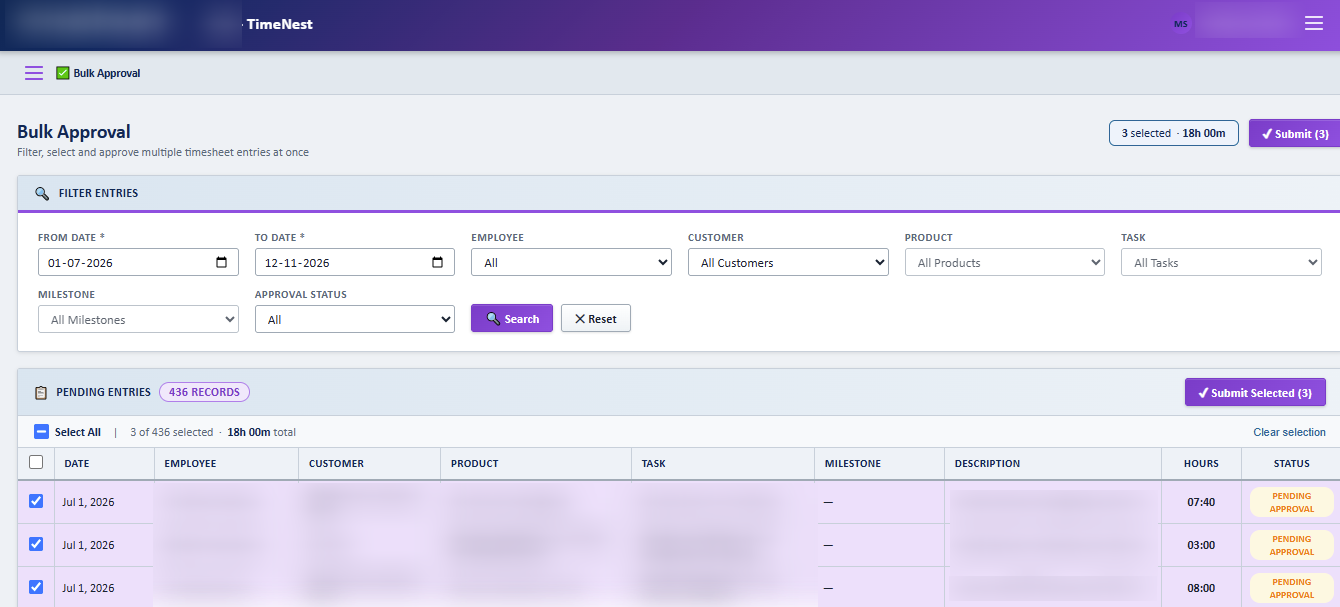 - TimeNest
MS
Bulk Approval
Bulk Approval
Filter, select and approve multiple timesheet entries at once
3 selected · 18h 00m
✓ Submit (3)
FILTER ENTRIES
FROM DATE * TO DATE * EMPLOYEE CUSTOMER PRODUCT TASK
01-07-2026 12-11-2026 All All Customers All Products All Tasks
MILESTONE APPROVAL STATUS
All Milestones All Search ✕ Reset
PENDING ENTRIES 436 RECORDS ✓ Submit Selected (3)
Select All | 3 of 436 selected · 18h 00m total Clear selection
DATE EMPLOYEE CUSTOMER PRODUCT TASK MILESTONE DESCRIPTION HOURS STATUS
Jul 1, 2026 — 07:40 PENDING
APPROVAL
Jul 1, 2026 — 03:00 PENDING
APPROVAL
Jul 1, 2026 — 08:00 PENDING
APPROVAL